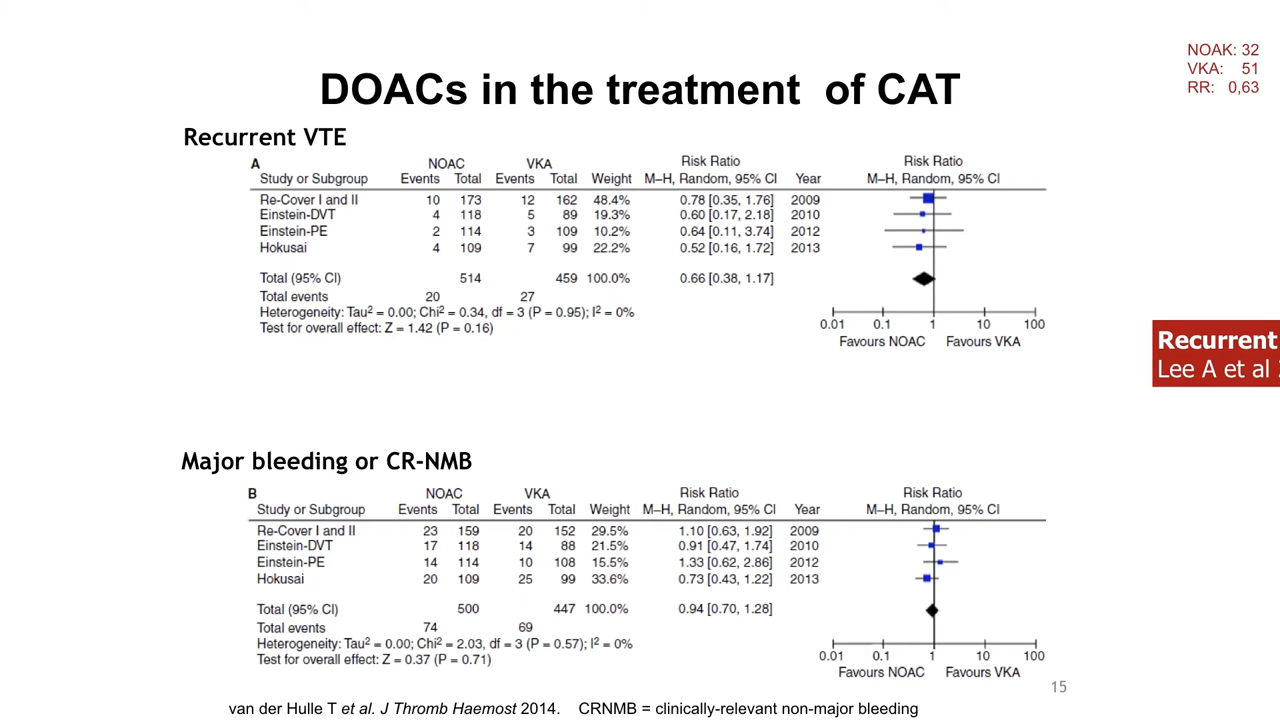 NOAK: 32
VKA: 51
RR: 0,63
DOACs in the treatment of CAT
Recurrent VTE
A NOAC VKA Risk Ratio Risk Ratio
Study or Subgroup Events Total Events Total Weight M–H, Random, 95% CI Year M–H, Random, 95% CI
Re-Cover I and II 10 173 12 162 48.4% 0.78 [0.35, 1.76] 2009
Einstein-DVT 4 118 5 89 19.3% 0.60 [0.17, 2.18] 2010
Einstein-PE 2 114 3 109 10.2% 0.64 [0.11, 3.74] 2012
Hokusai 4 109 7 99 22.2% 0.52 [0.16, 1.72] 2013
Total (95% CI) 514 459 100.0% 0.66 [0.38, 1.17]
Total events 20 27
Heterogeneity: Tau² = 0.00; Chi² = 0.34, df = 3 (P = 0.95); I² = 0%
Test for overall effect: Z = 1.42 (P = 0.16)
0.01 0.1 1 10 100
Favours NOAC Favours VKA
Recurrent
Lee A et al
Major bleeding or CR-NMB
B NOAC VKA Risk Ratio Risk Ratio
Study or Subgroup Events Total Events Total Weight M–H, Random, 95% CI Year M–H, Random, 95% CI
Re-Cover I and II 23 159 20 152 29.5% 1.10 [0.63, 1.92] 2009
Einstein-DVT 17 118 14 88 21.5% 0.91 [0.47, 1.74] 2010
Einstein-PE 14 114 10 108 15.5% 1.33 [0.62, 2.86] 2012
Hokusai 20 109 25 99 33.6% 0.73 [0.43, 1.22] 2013
Total (95% CI) 500 447 100.0% 0.94 [0.70, 1.28]
Total events 74 69
Heterogeneity: Tau² = 0.00; Chi² = 2.03, df = 3 (P = 0.57); I² = 0%
Test for overall effect: Z = 0.37 (P = 0.71)
0.01 0.1 1 10 100
Favours NOAC Favours VKA
15
van der Hulle T et al. J Thromb Haemost 2014. CRNMB = clinically-relevant non-major bleeding